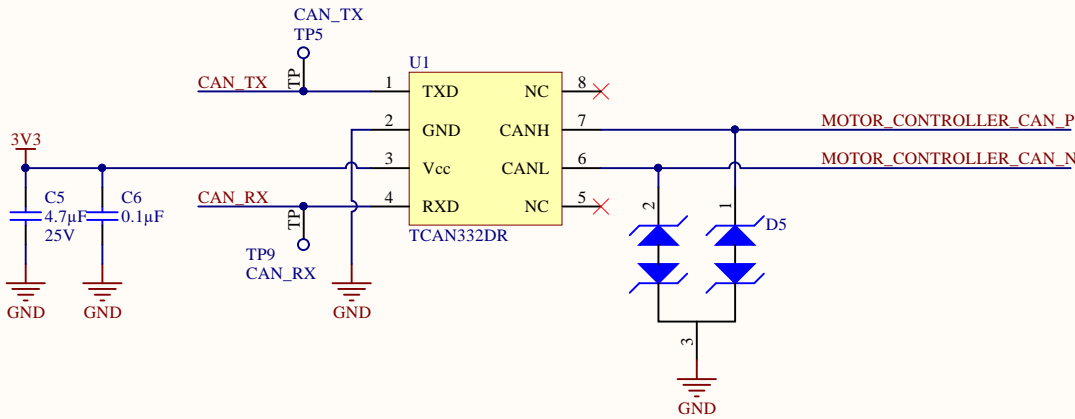 CAN_TX
TP5
TP
U1
CAN_TX
1
TXD
NC
8
2
GND
CANH
7
MOTOR_CONTROLLER_CAN_P
3V3
3
Vcc
CANL
6
MOTOR_CONTROLLER_CAN_N
C5
4.7µF
25V
C6
0.1µF
CAN_RX
4
RXD
NC
5
TP
TCAN332DR
2
1
D5
TP9
CAN_RX
GND
GND
GND
3
GND